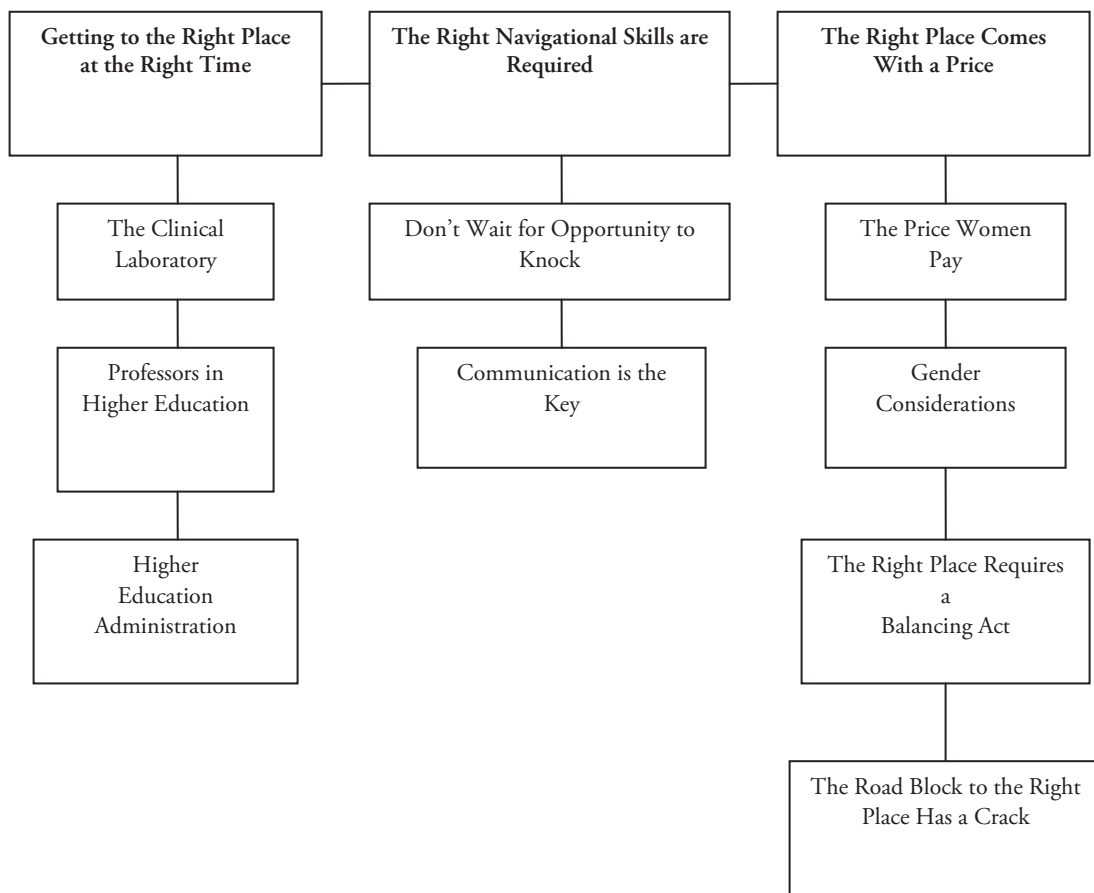 Getting to the Right Place
at the Right Time
The Right Navigational Skills are
Required
The Right Place Comes
With a Price
The Clinical
Laboratory
Don’t Wait for Opportunity to
Knock
The Price Women
Pay
Professors in
Higher Education
Communication is the
Key
Gender
Considerations
Higher
Education
Administration
The Right Place Requires
a
Balancing Act
The Road Block to the Right
Place Has a Crack